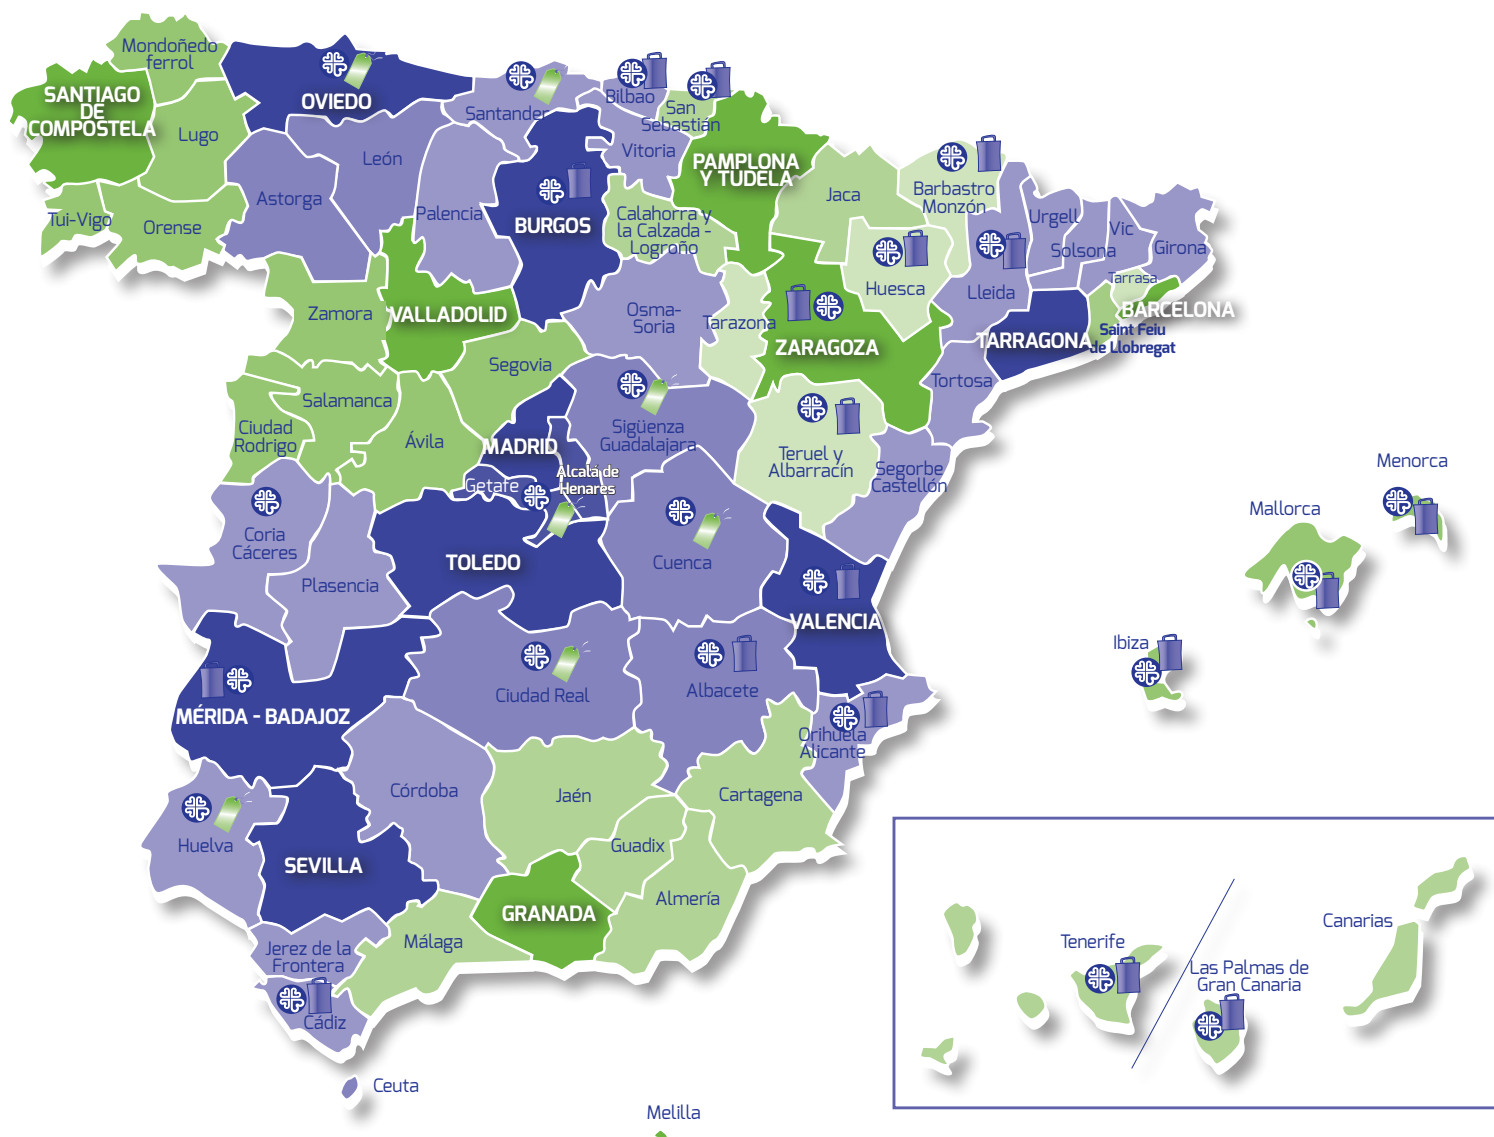 Mondoñedo
ferrol
SANTIAGO
DE
COMPOSTELA
Lugo
Tui-Vigo
Orense
OVIEDO
Astorga
León
Santander
Palencia
BURGOS
Bilbao
San
Sebastián
Vitoria
PAMPLONA
Y TUDELA
Calahorra y
la Calzada -
Logroño
Jaca
Barbastro
Monzón
Huesca
Urgell
Solsona
Vic
Girona
Lleida
Tarrasa
BARCELONA
Saint Feiu
de Llobregat
TARRAGONA
Tortosa
Zamora
VALLADOLID
Osma-
Soria
Tarazona
ZARAGOZA
Segovia
Salamanca
Ciudad
Rodrigo
Ávila
MADRID
Getafe
Alcalá de
Henares
Sigüenza
Guadalajara
Teruel y
Albarracín
Segorbe
Castellón
Coria
Cáceres
Plasencia
TOLEDO
Cuenca
VALENCIA
Menorca
Mallorca
Ibiza
MÉRIDA - BADAJOZ
Ciudad Real
Albacete
Orihuela
Alicante
Huelva
SEVILLA
Córdoba
Jaén
Cartagena
Guadix
GRANADA
Almería
Málaga
Jerez de la
Frontera
Cádiz
Ceuta
Melilla
Tenerife
Las Palmas de
Gran Canaria
Canarias